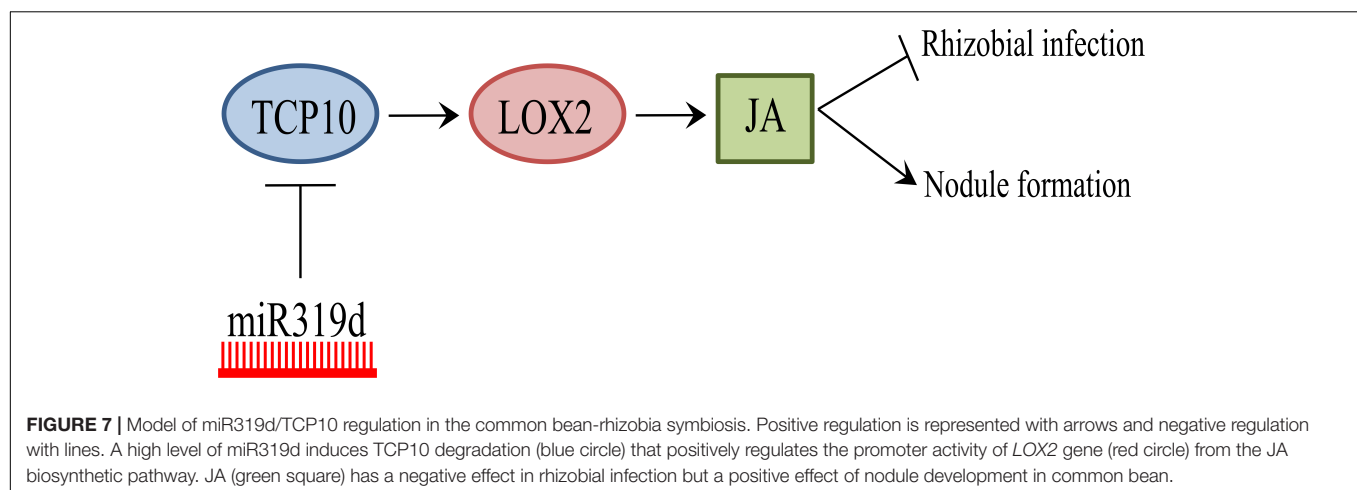 Rhizobial infection
TCP10
LOX2
JA
Nodule formation
miR319d
FIGURE 7 | Model of miR319d/TCP10 regulation in the common bean-rhizobia symbiosis. Positive regulation is represented with arrows and negative regulation
with lines. A high level of miR319d induces TCP10 degradation (blue circle) that positively regulates the promoter activity of LOX2 gene (red circle) from the JA
biosynthetic pathway. JA (green square) has a negative effect in rhizobial infection but a positive effect of nodule development in common bean.